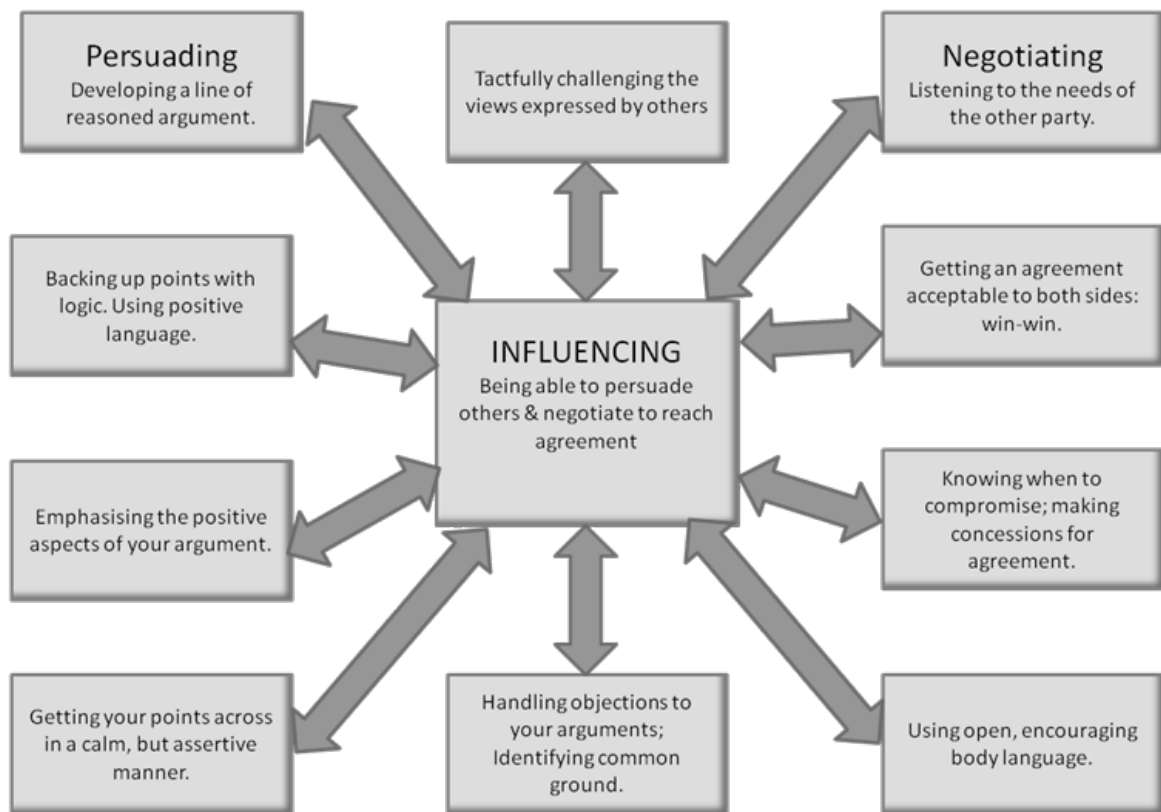 Persuading
Developing a line of
reasoned argument.
Tactfully challenging the
views expressed by others
Negotiating
Listening to the needs of
the other party.
Backing up points with
logic. Using positive
language.
Getting an agreement
acceptable to both sides:
win-win.
INFLUENCING
Being able to persuade
others & negotiate to reach
agreement
Emphasising the positive
aspects of your argument.
Knowing when to
compromise; making
concessions for
agreement.
Getting your points across
in a calm, but assertive
manner.
Handling objections to
your arguments;
Identifying common
ground.
Using open, encouraging
body language.